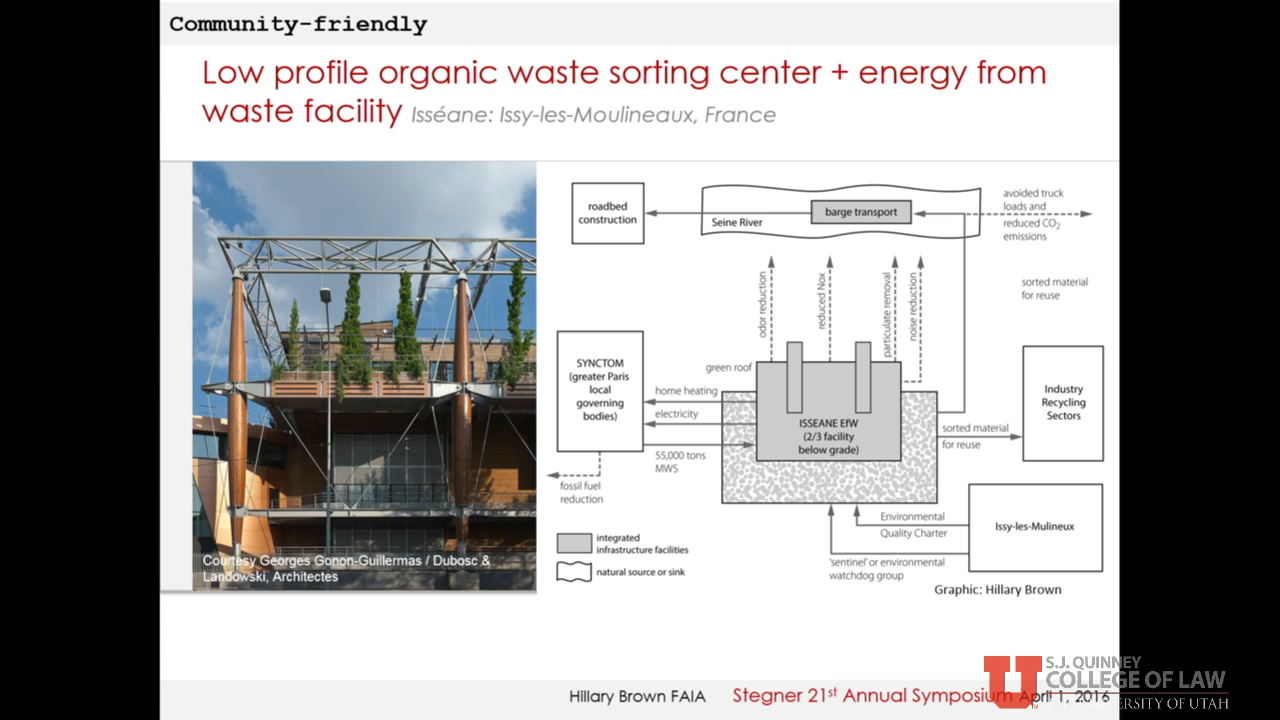 Community-friendly
Low profile organic waste sorting center + energy from
waste facility Isséane: Issy-les-Moulineaux, France
roadbed
construction
Seine River
barge transport
avoided truck
loads and
reduced CO2
emissions
sorted material
for reuse
odor reduction
reduced Nox
particulate removal
noise reduction
SYNCTOM
(greater Paris
local
governing
bodies)
green roof
home heating
electricity
55,000 tons
MWS
fossil fuel
reduction
ISSEANE EfW
(2/3 facility
below grade)
sorted material
for reuse
Industry
Recycling
Sectors
Environmental
Quality Charter
Issy-les-Mulineux
'sentinel' or environmental
watchdog group
integrated
infrastructure facilities
natural source or sink
Graphic: Hillary Brown
Courtesy Georges Gonon-Guillermas / Dubosc &
Landowski, Architectes
Hillary Brown FAIA Stegner 21st Annual Symposium April 1, 2016
U
S.J. QUINNEY
COLLEGE OF LAW
UNIVERSITY OF UTAH